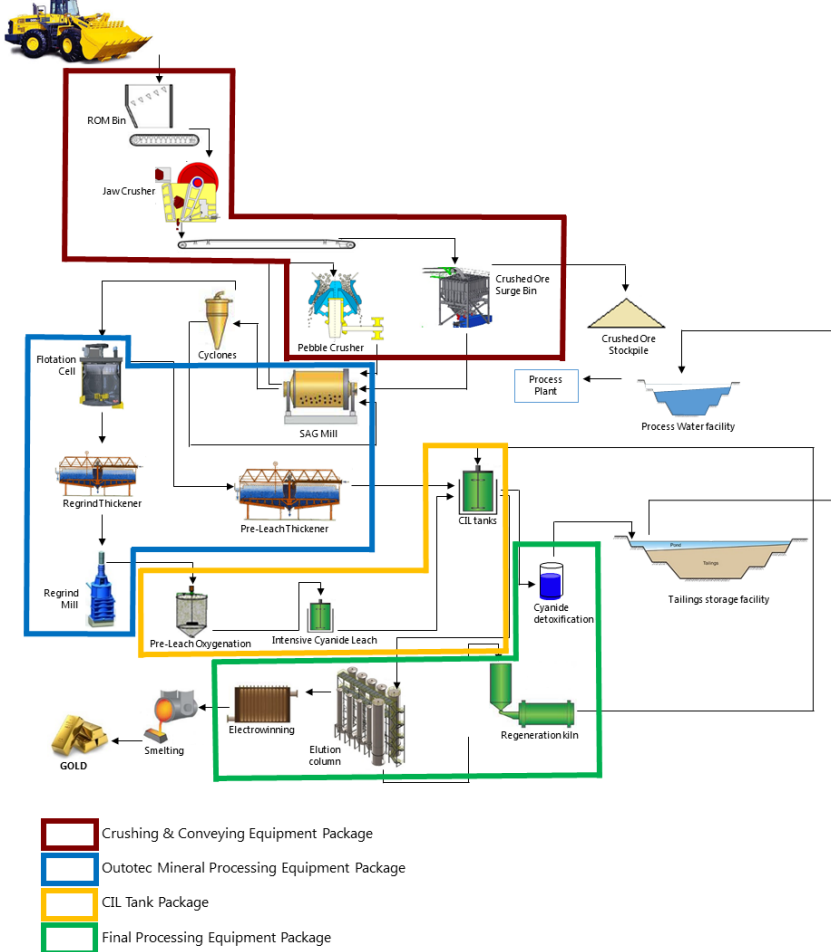 ROM Bin
Jaw Crusher
Crushed Ore
Surge Bin
Pebble Crusher
Cyclones
Crushed Ore
Stockpile
Flotation
Cell
Process
Plant
Process Water facility
SAG Mill
Regrind Thickener
Pre-Leach Thickener
CIL tanks
Pond
Tailings
Tailings storage facility
Regrind
Mill
Cyanide
detoxification
Pre-Leach Oxygenation
Intensive Cyanide Leach
Electrowinning
Elution
column
Regeneration kiln
Smelting
GOLD
Crushing & Conveying Equipment Package
Outotec Mineral Processing Equipment Package
CIL Tank Package
Final Processing Equipment Package